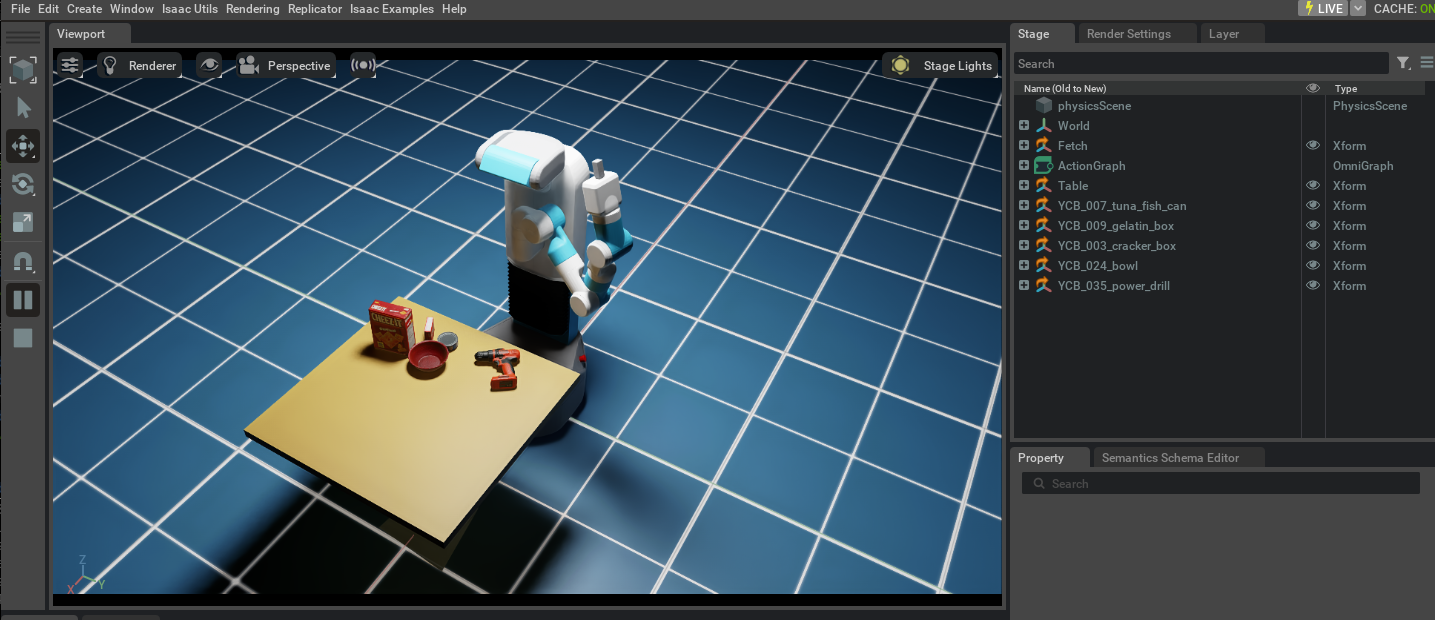 File Edit Create Window Isaac Utils Rendering Replicator Isaac Examples Help
LIVE CACHE: ON
Viewport
Renderer Perspective Stage Lights
CHEEZ IT
Z
X Y
Stage Render Settings Layer
Search
Name (Old to New) Type
physicsScene PhysicsScene
World
Fetch Xform
ActionGraph OmniGraph
Table Xform
YCB_007_tuna_fish_can Xform
YCB_009_gelatin_box Xform
YCB_003_cracker_box Xform
YCB_024_bowl Xform
YCB_035_power_drill Xform
Property Semantics Schema Editor
Search